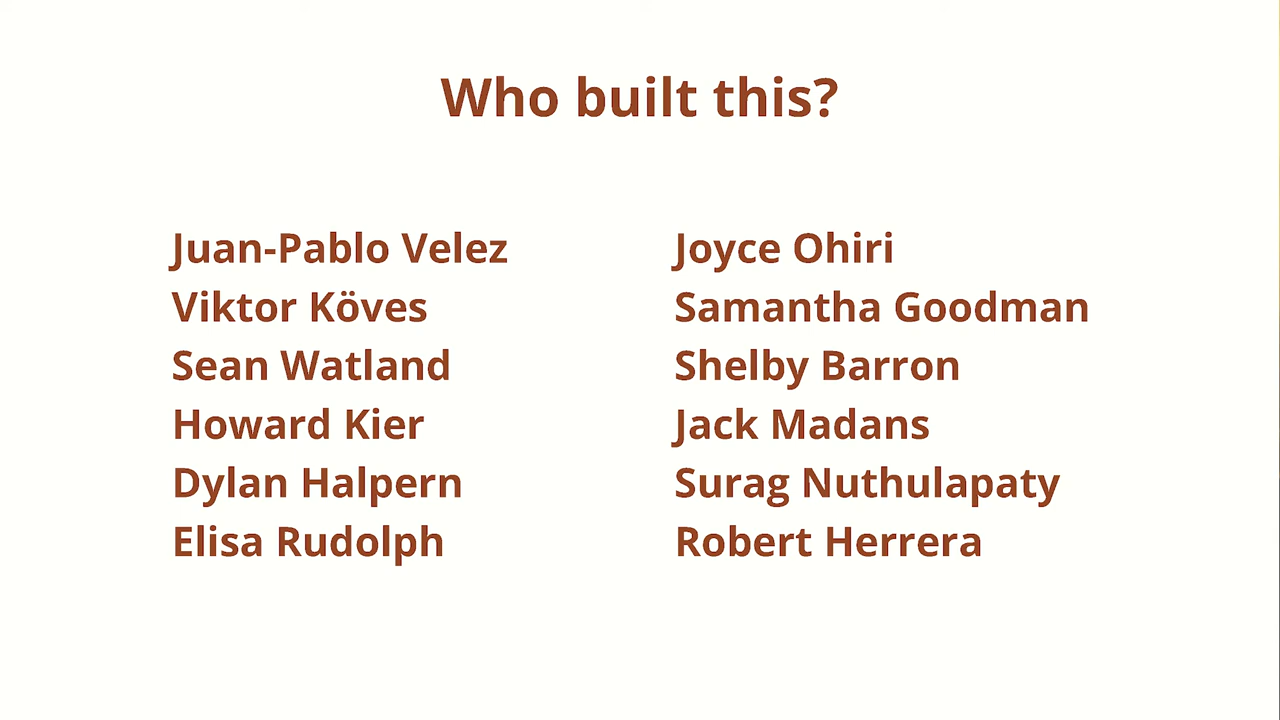 Who built this?
Juan-Pablo Velez
Viktor Köves
Sean Watland
Howard Kier
Dylan Halpern
Elisa Rudolph
Joyce Ohiri
Samantha Goodman
Shelby Barron
Jack Madans
Surag Nuthulapaty
Robert Herrera